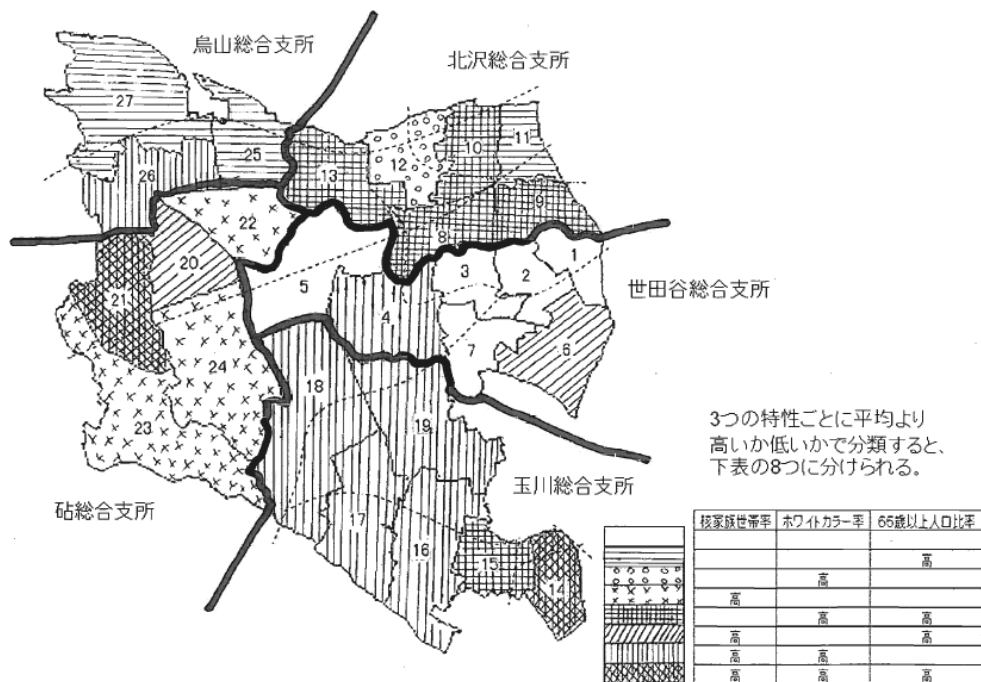 烏山総合支所
北沢総合支所
27
11
12
10
25
13
26
9
22
8
1
3
2
20
世田谷総合支所
5
21
4
6
7
24
18
23
19
3つの特性ごとに平均より
高いか低いかで分類すると、
下表の8つに分けられる。
玉川総合支所
砧総合支所
17
16
15
14
核家族世帯率 ホワイトカラー率 65歳以上人口比率
高
高
高
高 高
高 高
高 高
高 高 高